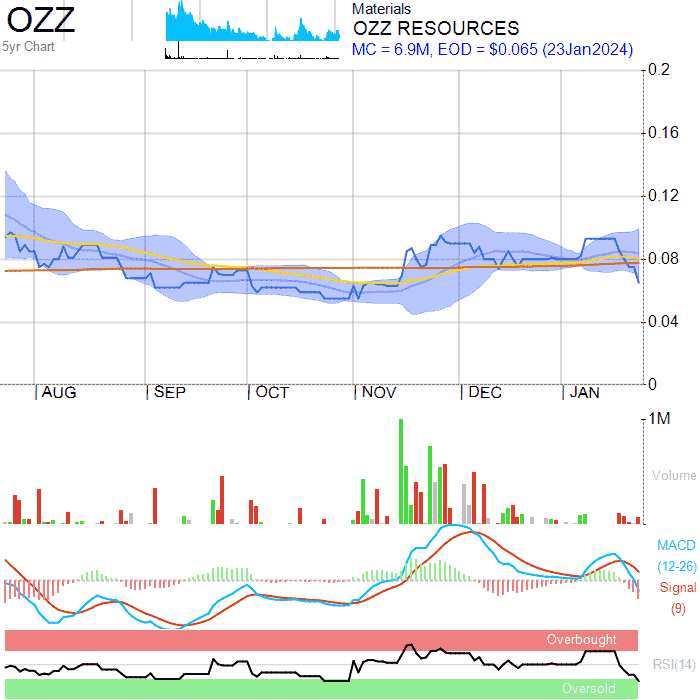 OZZ
5yr Chart
Materials
OZZ RESOURCES
MC = 6.9M, EOD = $0.065 (23Jan2024)
0.2
0.16
0.12
0.08
0.04
0
AUG SEP OCT NOV DEC JAN
1M
Volume
MACD
(12-26)
Signal
(9)
Overbought
RSI(14)
Oversold